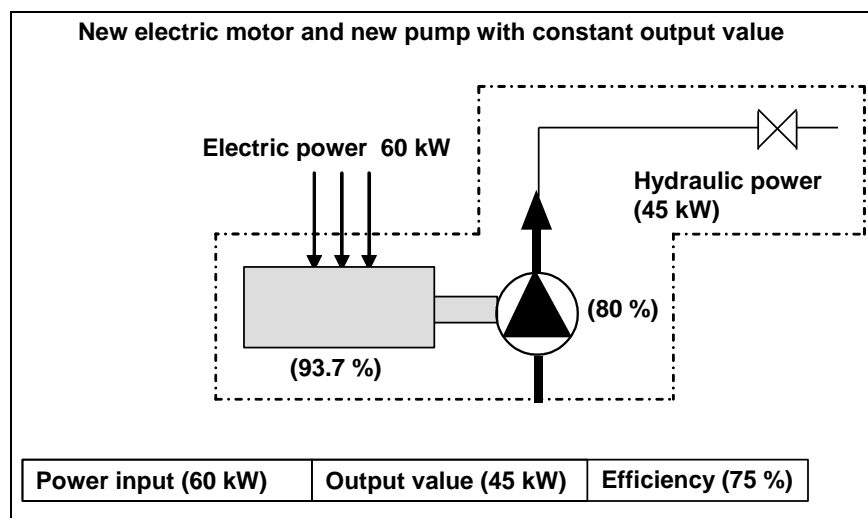 New electric motor and new pump with constant output value
Electric power 60 kW
Hydraulic power
(45 kW)
(80 %)
(93.7 %)
Power input (60 kW) Output value (45 kW) Efficiency (75 %)